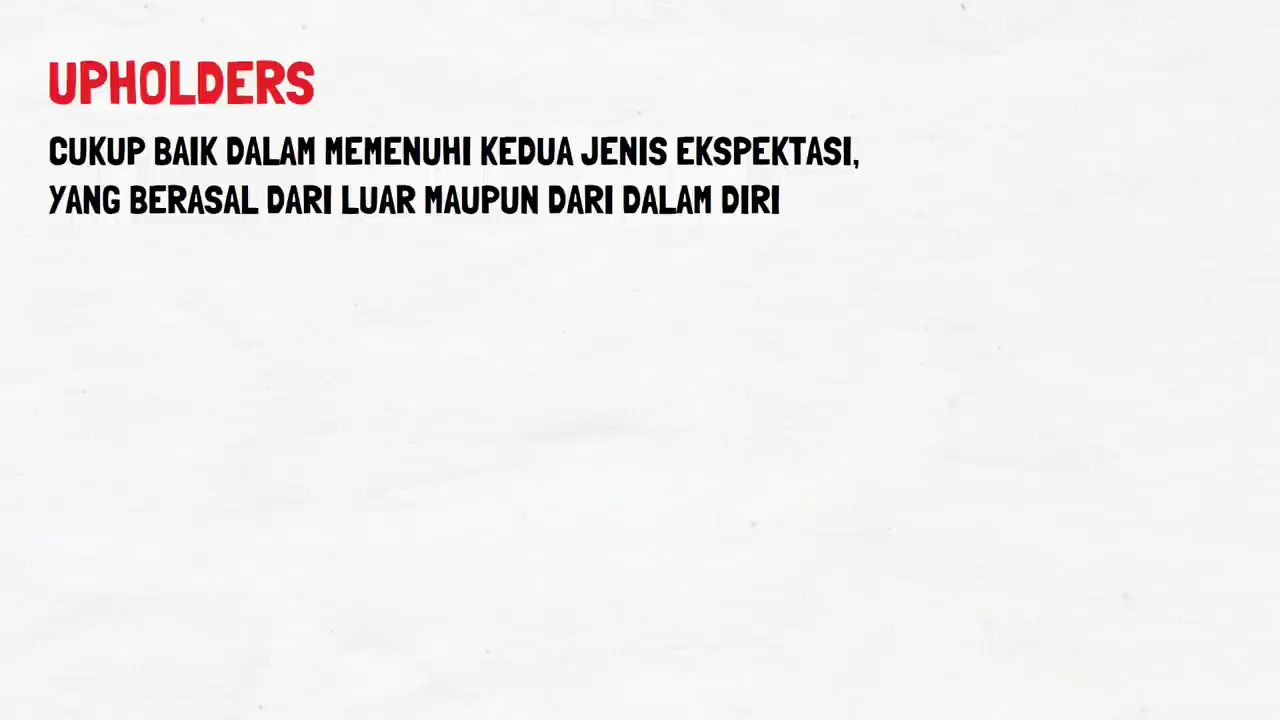 UPHOLDERS
CUKUP BAIK DALAM MEMENUHI KEDUA JENIS EKSPEKTASI,
YANG BERASAL DARI LUAR MAUPUN DARI DALAM DIRI